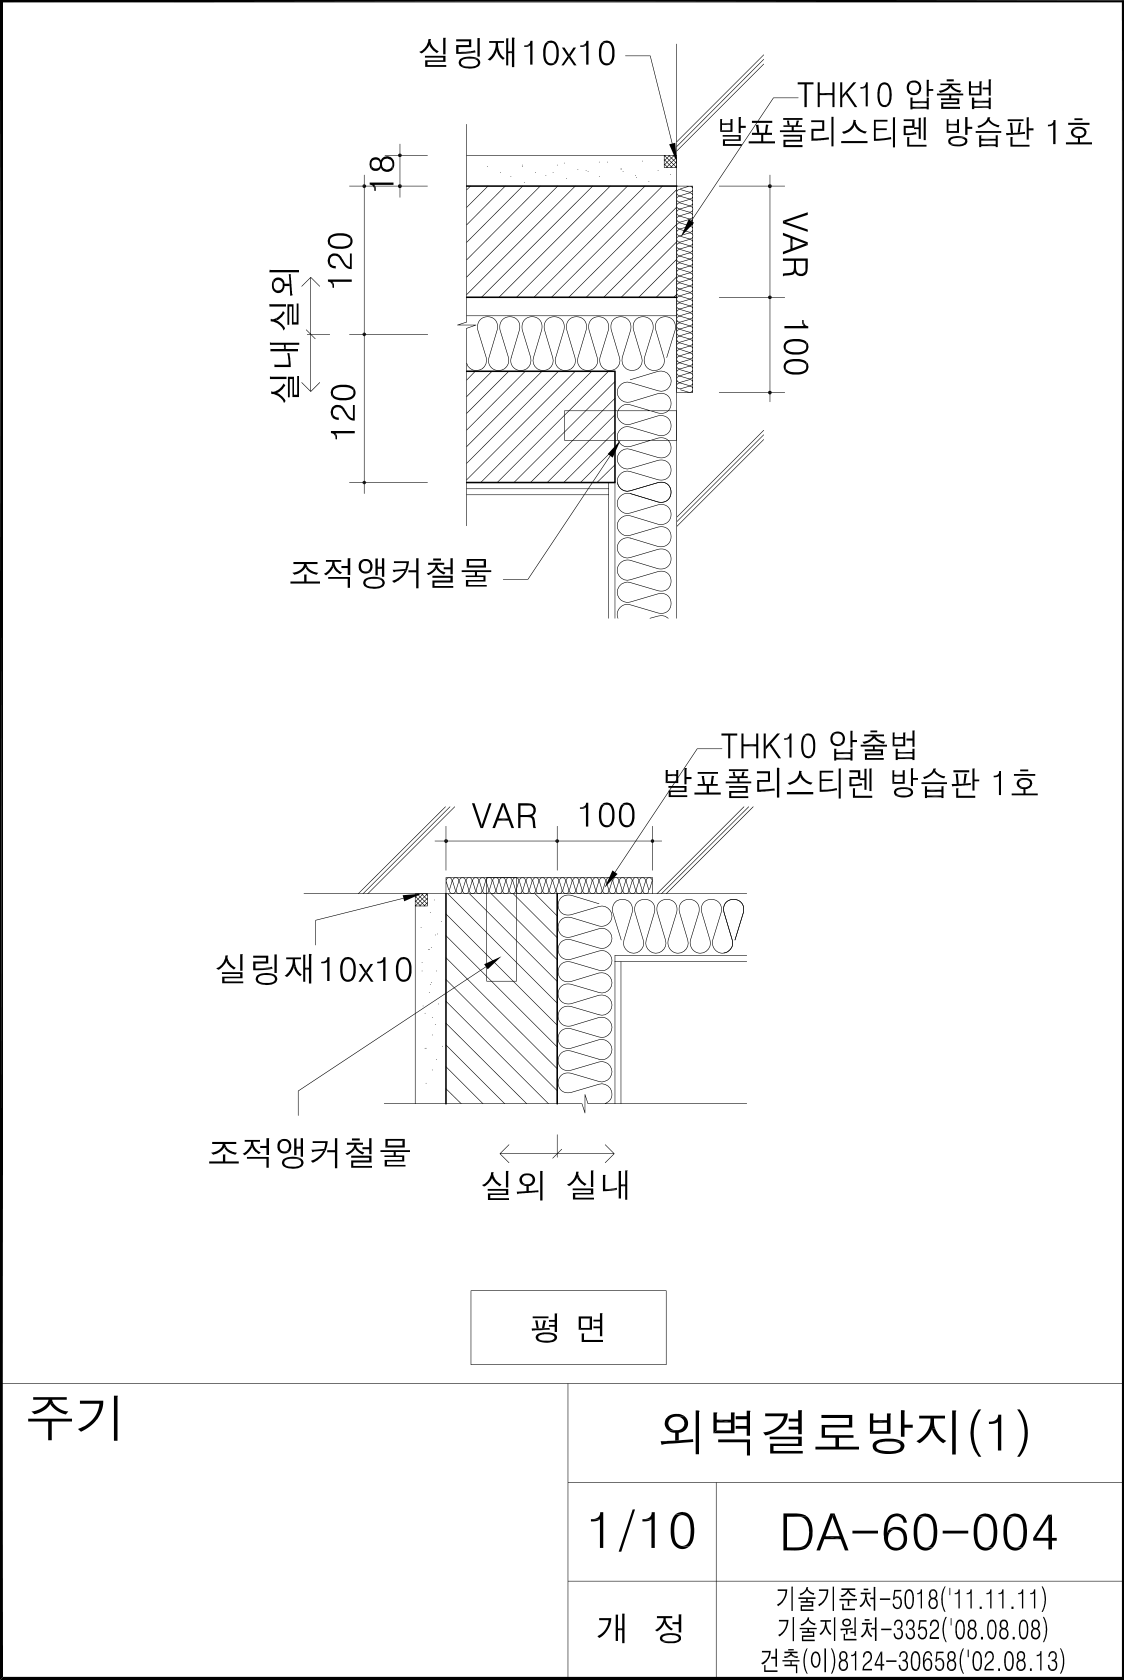 실링재10x10
THK10 압출법
발포폴리스티렌 방습판 1호
18
120
실외
실내
120
VAR
100
조적앵커철물
THK10 압출법
발포폴리스티렌 방습판 1호
VAR
100
실링재10x10
조적앵커철물
실외 실내
평 면
주기
외벽결로방지(1)
1/10
DA-60-004
개 정
기술기준처-5018('11.11.11)
기술지원처-3352('08.08.08)
건축(이)8124-30658('02.08.13)